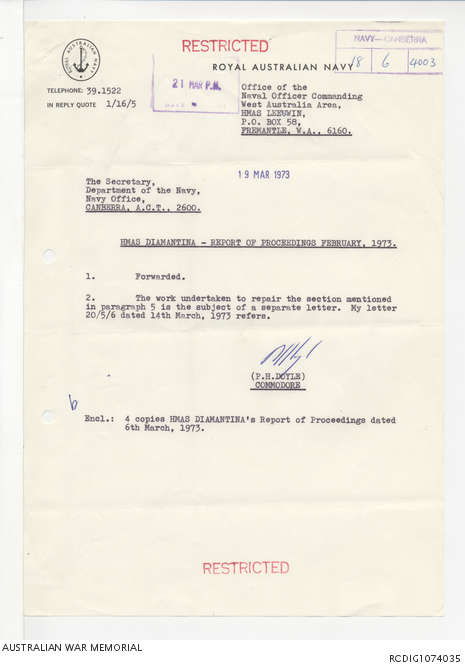 RESTRICTED
NAVY—CANBERRA
18 6 4003
ROYAL AUSTRALIAN NAVY
ROYAL AUSTRALIAN NAVY
21 MAR P.M.
TELEPHONE: 39.1522
IN REPLY QUOTE 1/16/5
Office of the
Naval Officer Commanding
West Australia Area,
HMAS LEEUWIN,
P.O. BOX 58,
FREMANTLE, W.A., 6160.
19 MAR 1973
The Secretary,
Department of the Navy,
Navy Office,
CANBERRA, A.C.T., 2600.
HMAS DIAMANTINA - REPORT OF PROCEEDINGS FEBRUARY, 1973.
1. Forwarded.
2. The work undertaken to repair the section mentioned
in paragraph 5 is the subject of a separate letter. My letter
20/5/6 dated 14th March, 1973 refers.
(P.H.DOYLE)
COMMODORE
b
Encl.: 4 copies HMAS DIAMANTINA's Report of Proceedings dated
6th March, 1973.
RESTRICTED
AUSTRALIAN WAR MEMORIAL
RCDIG1074035